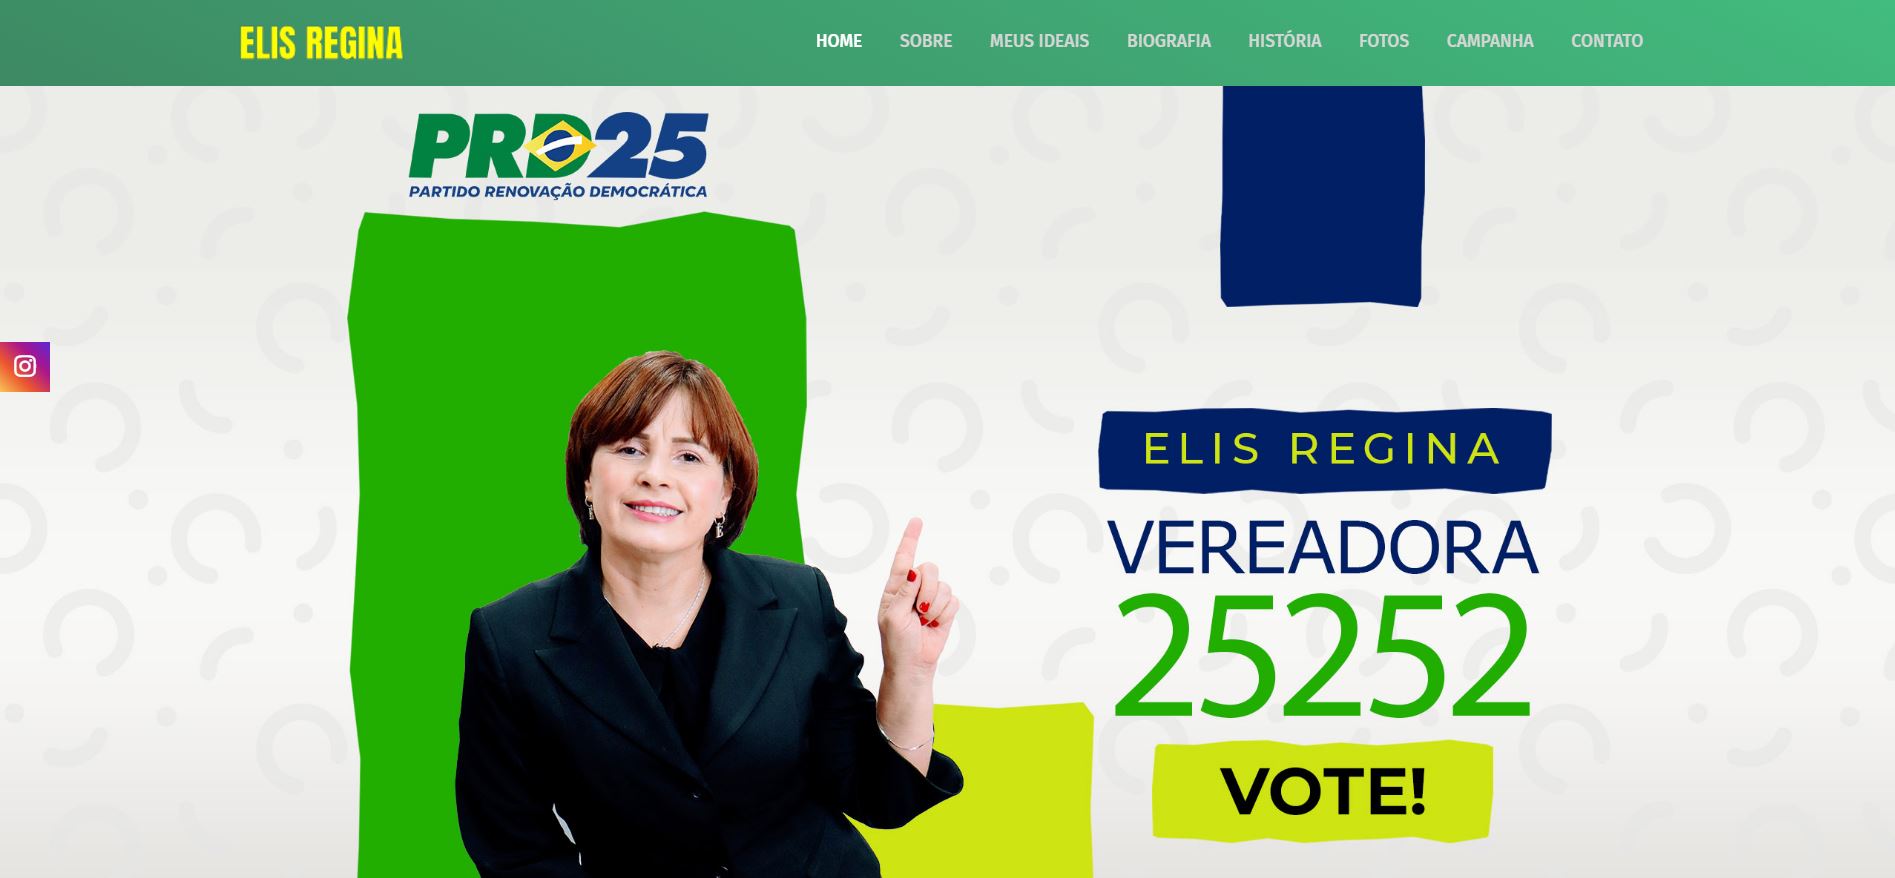 ELIS REGINA
HOME SOBRE MEUS IDEAIS BIOGRAFIA HISTÓRIA FOTOS CAMPANHA CONTATO
PRD25
PARTIDO RENOVAÇÃO DEMOCRÁTICA
ELIS REGINA
VEREADORA
25252
VOTE!